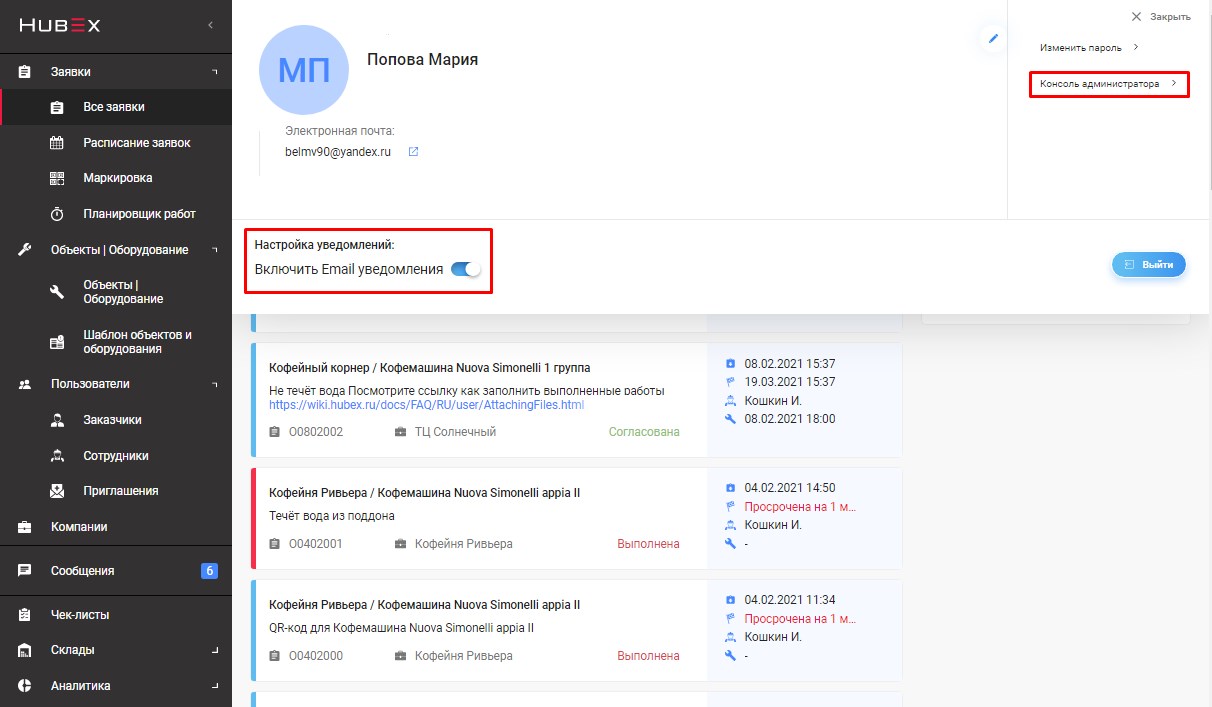 HUBEX
Заявки
Все заявки
Расписание заявок
Маркировка
Планировщик работ
Объекты | Оборудование
Объекты |
Оборудование
Шаблон объектов и
оборудования
Пользователи
Заказчики
Сотрудники
Приглашения
Компании
Сообщения 6
Чек-листы
Склады
Аналитика
МП
Попова Мария
Электронная почта:
belmv90@yandex.ru
Закрыть
Изменить пароль
Консоль администратора
Настройка уведомлений:
Включить Email уведомления
Выйти
Кофейный корнер / Кофемашина Nuova Simonelli 1 группа
Не течёт вода Посмотрите ссылку как заполнить выполненные работы
https://wiki.hubex.ru/docs/FAQ/RU/user/AttachingFiles.html
O0802002 ТЦ Солнечный Согласована
08.02.2021 15:37
19.03.2021 15:37
Кошкин И.
08.02.2021 18:00
Кофейня Ривьера / Кофемашина Nuova Simonelli appia II
Течёт вода из поддона
O0402001 Кофейня Ривьера Выполнена
04.02.2021 14:50
Просрочена на 1 м...
Кошкин И.
-
Кофейня Ривьера / Кофемашина Nuova Simonelli appia II
QR-код для Кофемашина Nuova Simonelli appia II
O0402000 Кофейня Ривьера Выполнена
04.02.2021 11:34
Просрочена на 1 м...
Кошкин И.
-